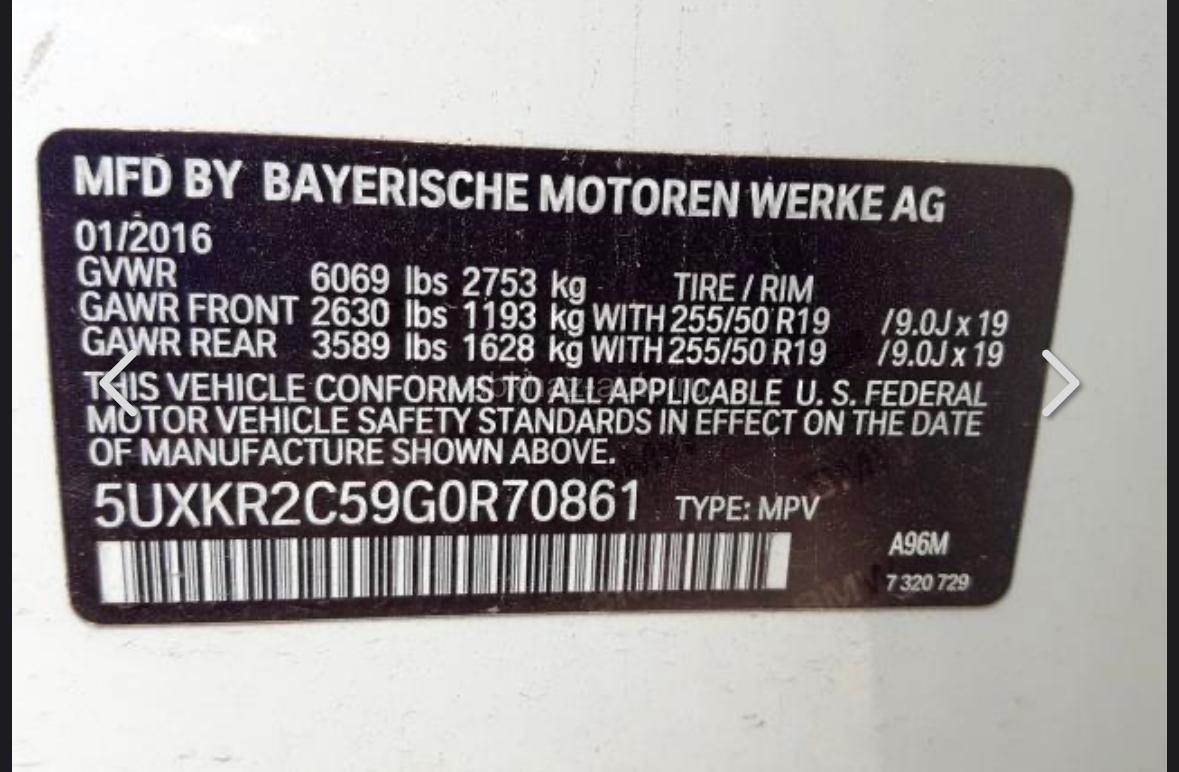 MFD BY BAYERISCHE MOTOREN WERKE AG
01/2016
GVWR 6069 lbs 2753 kg TIRE / RIM
GAWR FRONT 2630 lbs 1193 kg WITH 255/50 R19 /9.0J x 19
GAWR REAR 3589 lbs 1628 kg WITH 255/50 R19 /9.0J x 19
THIS VEHICLE CONFORMS TO ALL APPLICABLE U. S. FEDERAL
MOTOR VEHICLE SAFETY STANDARDS IN EFFECT ON THE DATE
OF MANUFACTURE SHOWN ABOVE.
5UXKR2C59G0R70861 TYPE: MPV
A96M
7 320 729